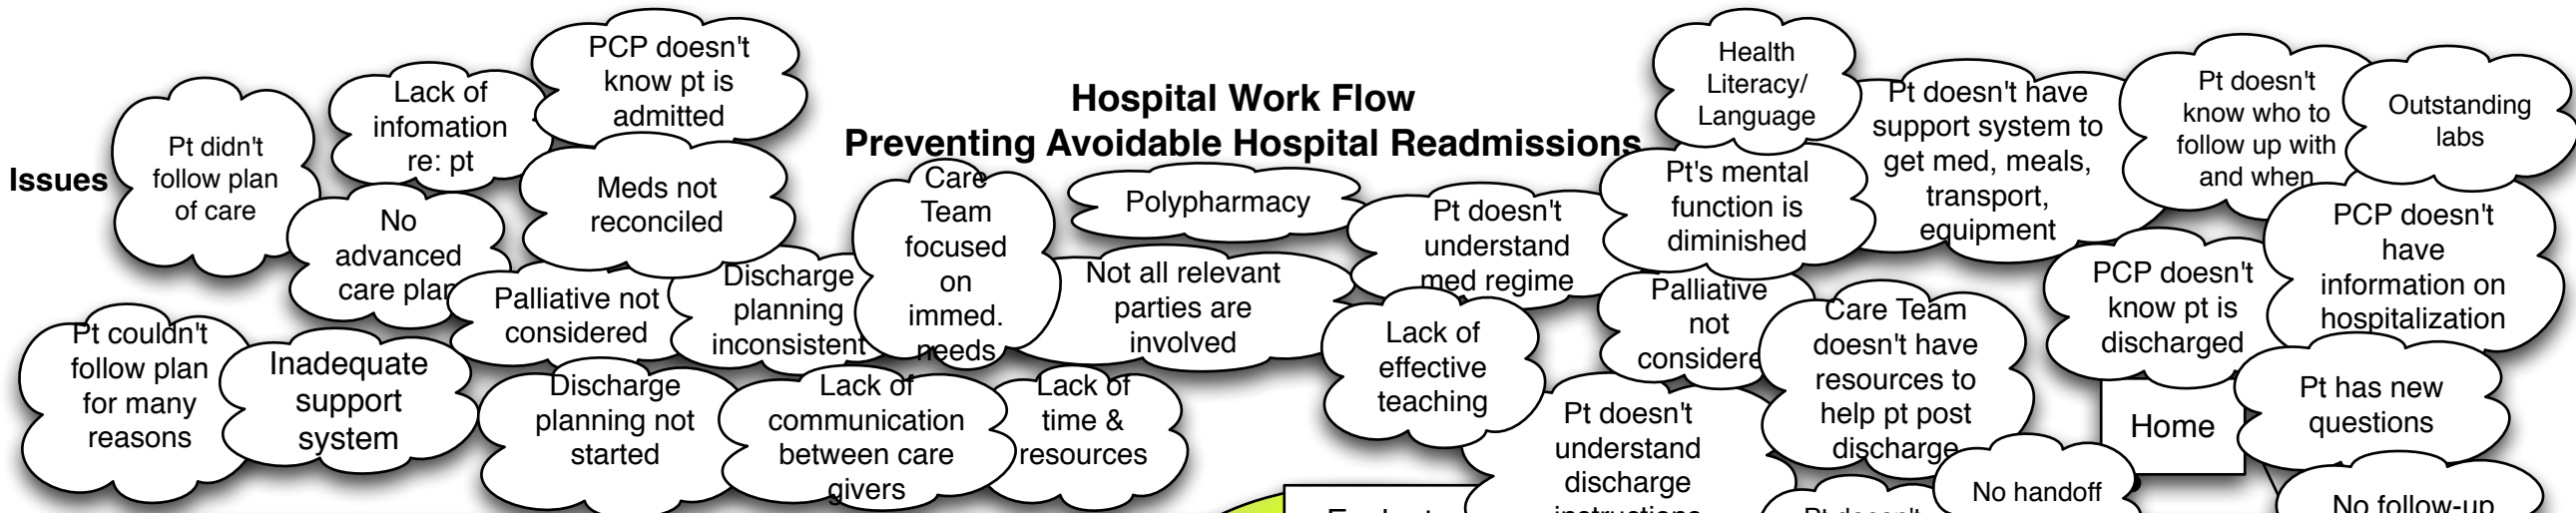 Hospital Work Flow
Preventing Avoidable Hospital Readmissions
Issues
Pt didn't
follow plan
of care
Lack of
infomation
re: pt
PCP doesn't
know pt is
admitted
Meds not
reconciled
No
advanced
care plan
Palliative not
considered
Discharge
planning
inconsistent
Care
Team
focused
on
immed.
needs
Polypharmacy
Not all relevant
parties are
involved
Pt couldn't
follow plan
for many
reasons
Inadequate
support
system
Discharge
planning not
started
Lack of
communication
between care
givers
Lack of
time &
resources
Pt doesn't
understand
med regime
Lack of
effective
teaching
Health
Literacy/
Language
Pt's mental
function is
diminished
Palliative
not
considere
Pt doesn't have
support system to
get med, meals,
transport,
equipment
Care Team
doesn't have
resources to
help pt post
discharge
Pt doesn't
understand
discharge
instructions
Pt doesn't
know who to
follow up with
and when
Outstanding
labs
PCP doesn't
have
information on
hospitalization
PCP doesn't
know pt is
discharged
Home
Pt has new
questions
No handoff
No follow-up
Pt doesn't